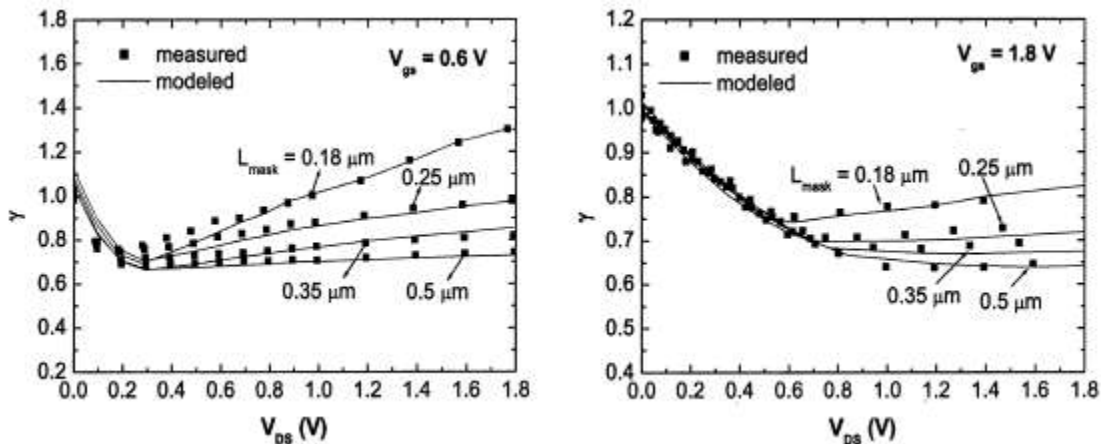 1.8
1.6
1.4
1.2
1.0
0.8
0.6
0.4
0.2
γ
measured
modeled
V_gs = 0.6 V
L_mask = 0.18 μm
0.25 μm
0.35 μm
0.5 μm
0.0 0.2 0.4 0.6 0.8 1.0 1.2 1.4 1.6 1.8
V_DS (V)
1.2
1.1
1.0
0.9
0.8
0.7
0.6
0.5
0.4
γ
measured
modeled
V_gs = 1.8 V
L_mask = 0.18 μm
0.25 μm
0.35 μm
0.5 μm
0.0 0.2 0.4 0.6 0.8 1.0 1.2 1.4 1.6 1.8
V_DS (V)